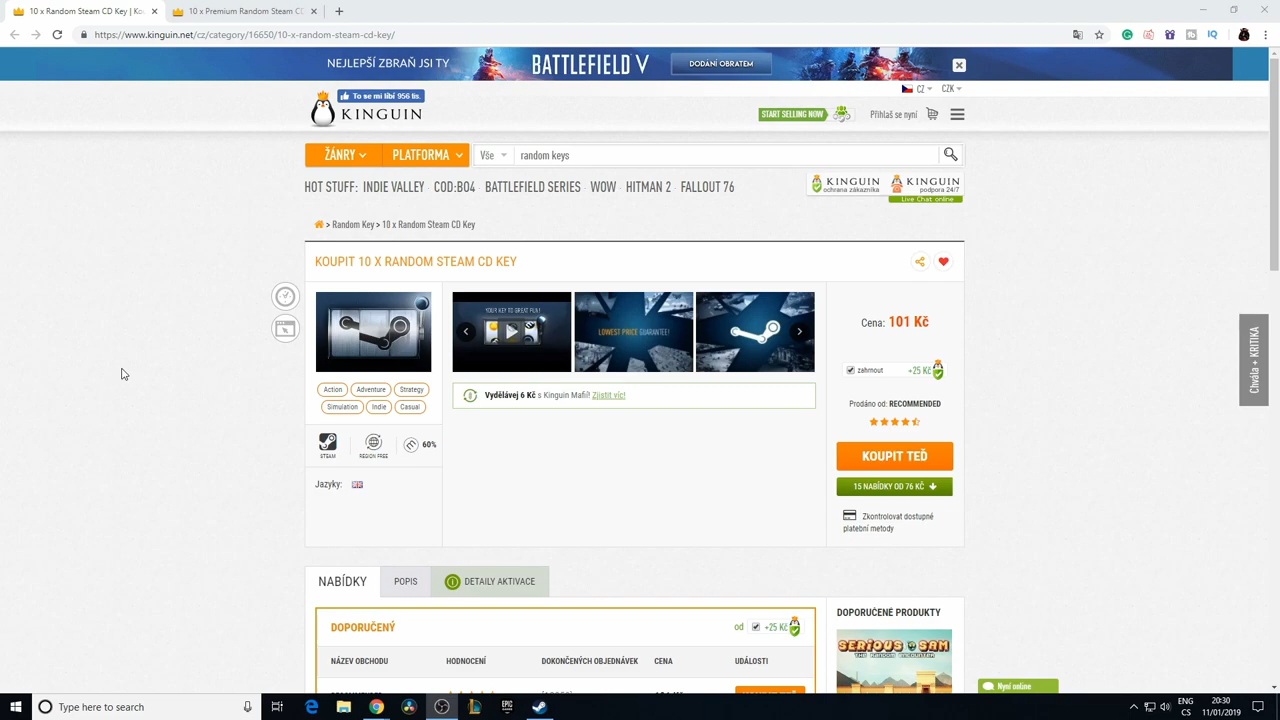 10 x Random Steam CD Key | Ko
10 x Premium Random Steam CD
https://www.kinguin.net/cz/category/16650/10-x-random-steam-cd-key/
NEJLEPŠÍ ZBRAŇ JSI TY
BATTLEFIELD V
DODÁNÍ OBRATEM
To se mi líbí 956 tis.
CZ
CZK
KINGUIN
START SELLING NOW
Přihlaš se nyní
ŽÁNRY
PLATFORMA
Vše
random keys
HOT STUFF: INDIE VALLEY COD:BO4 BATTLEFIELD SERIES WOW HITMAN 2 FALLOUT 76
KINGUIN
ochrana zákazníka
KINGUIN
podpora 24/7
Live Chat online
> Random Key > 10 x Random Steam CD Key
KOUPIT 10 X RANDOM STEAM CD KEY
YOUR KEY TO GREAT FUN!
LOWEST PRICE GUARANTEE!
Cena: 101 Kč
zahrnout
+25 Kč
Action
Adventure
Strategy
Simulation
Indie
Casual
Vydělávej 6 Kč s Kinguin Mafií! Zjistit víc!
Prodáno od: RECOMMENDED
STEAM
REGION FREE
60%
KOUPIT TEĎ
15 NABÍDKY OD 76 KČ
Jazyky:
Zkontrolovat dostupné
platební metody
Chvála + KRITIKA
NABÍDKY
POPIS
DETAILY AKTIVACE
DOPORUČENÝ
od
+25 Kč
DOPORUČENÉ PRODUKTY
NÁZEV OBCHODU
HODNOCENÍ
DOKONČENÝCH OBJEDNÁVEK
CENA
UDÁLOSTI
SERIOUS SAM
THE RANDOM ENCOUNTER
Nyní online
Type here to search
EPIC
ENG
CS
20:30
11/01/2019